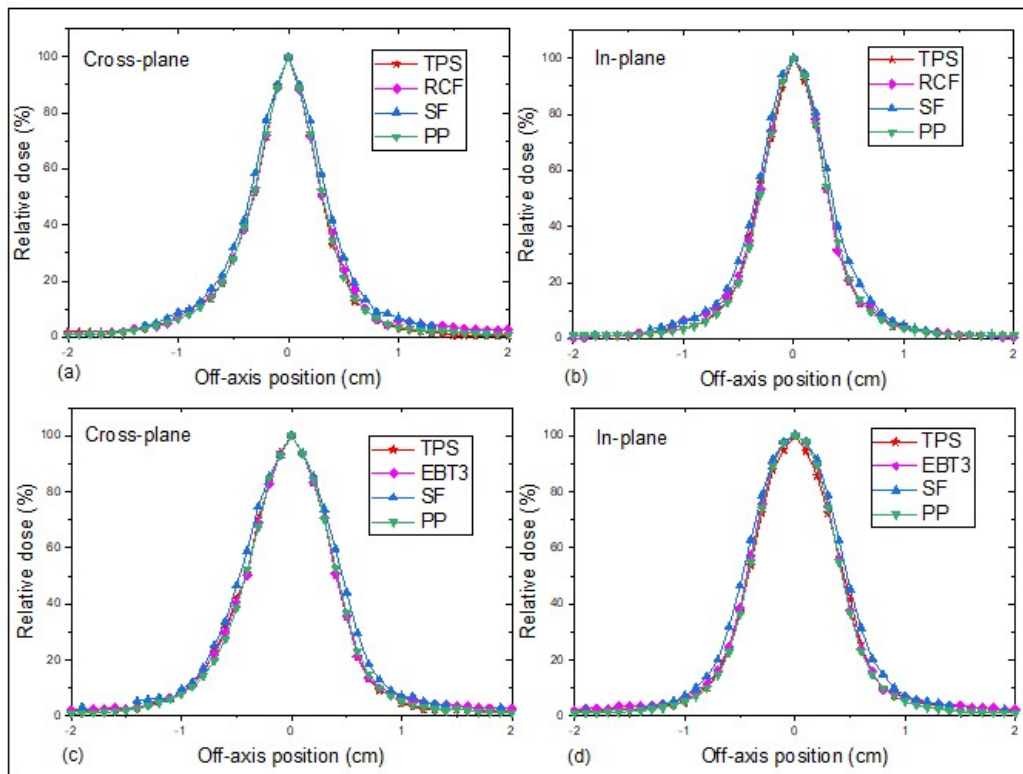 Cross-plane
TPS
RCF
SF
PP
Relative dose (%)
100
80
60
40
20
0
-2
-1
0
1
2
(a)
Off-axis position (cm)
In-plane
TPS
RCF
SF
PP
Relative dose (%)
100
80
60
40
20
0
-2
-1
0
1
2
(b)
Off-axis position (cm)
Cross-plane
TPS
EBT3
SF
PP
Relative dose (%)
100
80
60
40
20
0
-2
-1
0
1
2
(c)
Off-axis position (cm)
In-plane
TPS
EBT3
SF
PP
Relative dose (%)
100
80
60
40
20
0
-2
-1
0
1
2
(d)
Off-axis position (cm)